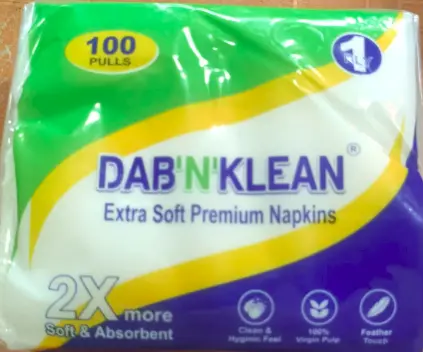 100
PULLS
1
PLY
DAB'N'KLEAN®
Extra Soft Premium Napkins
2X more
Soft & Absorbent
Clean &
Hyginic Feel
100%
Virgin Pulp
Feather
Touch